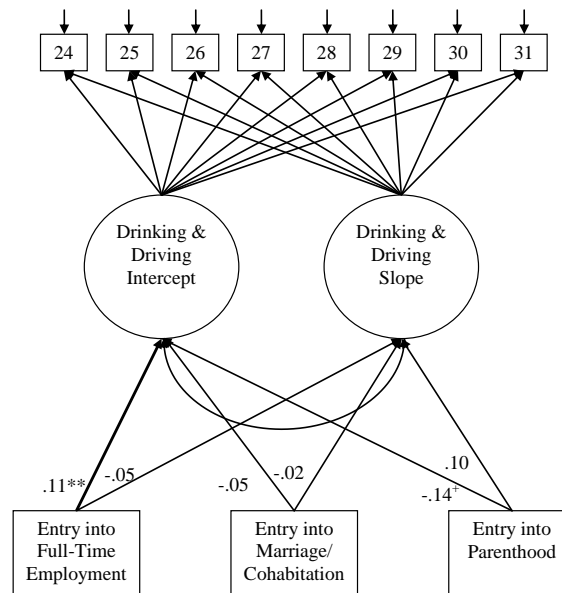 24 25 26 27 28 29 30 31
Drinking &
Driving
Intercept
Drinking &
Driving
Slope
.11** -.05 -.05 -.02 -.14⁺ .10
Entry into
Full-Time
Employment
Entry into
Marriage/
Cohabitation
Entry into
Parenthood